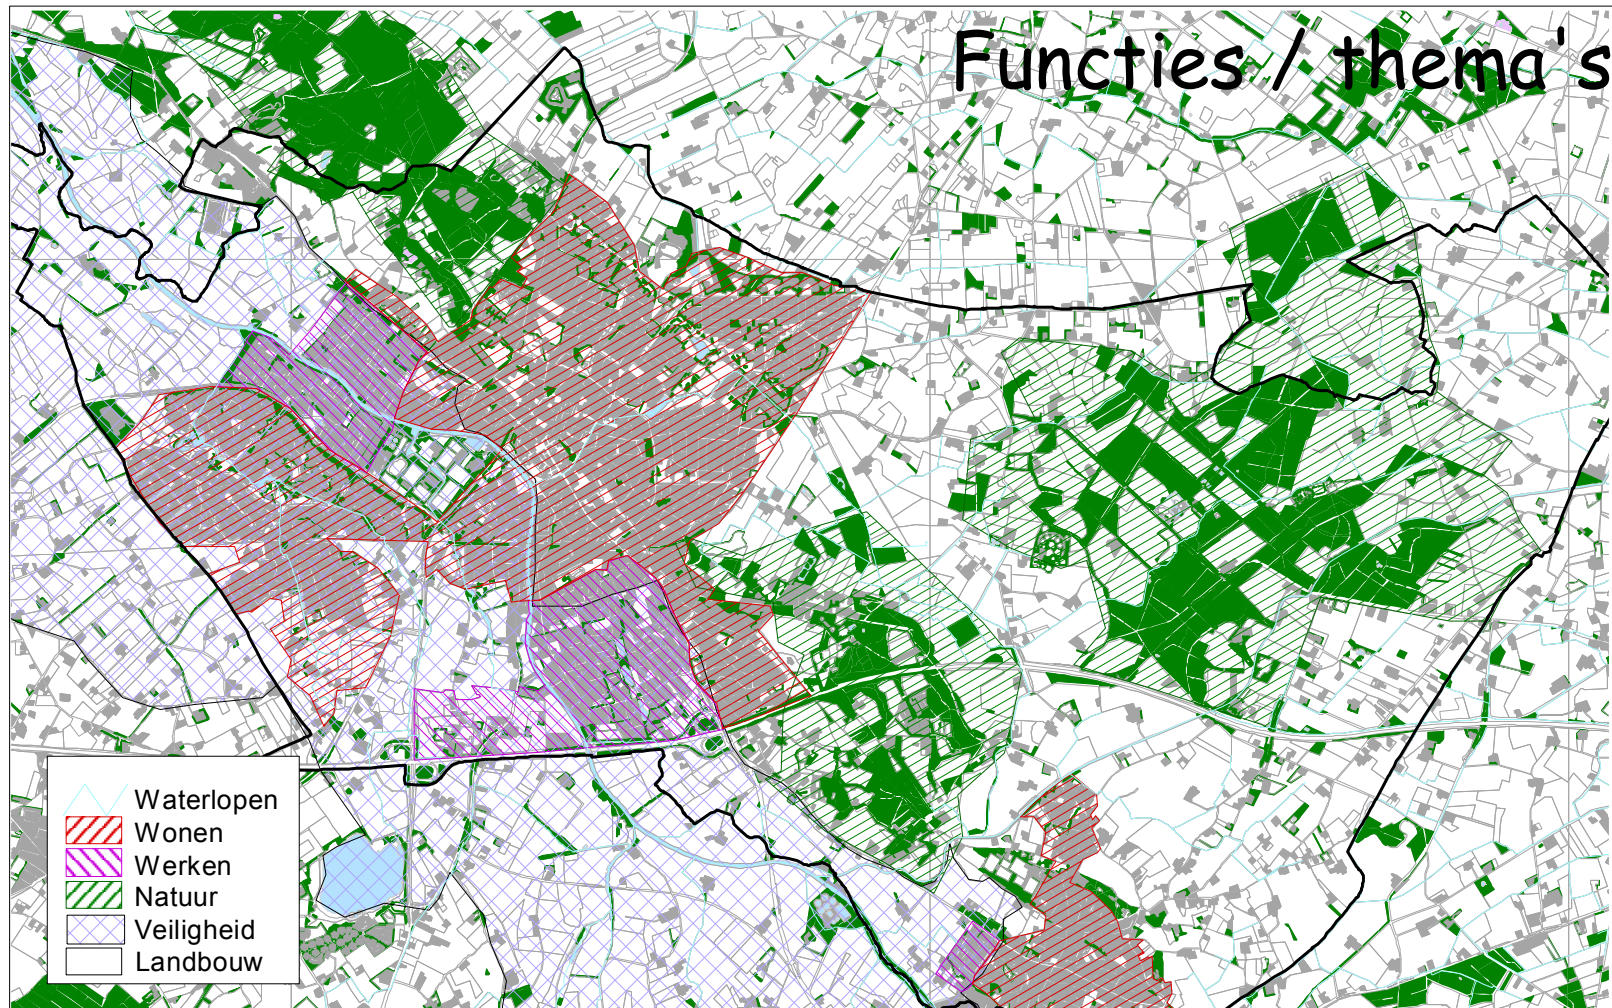 Functies / thema's
Waterlopen
Wonen
Werken
Natuur
Veiligheid
Landbouw